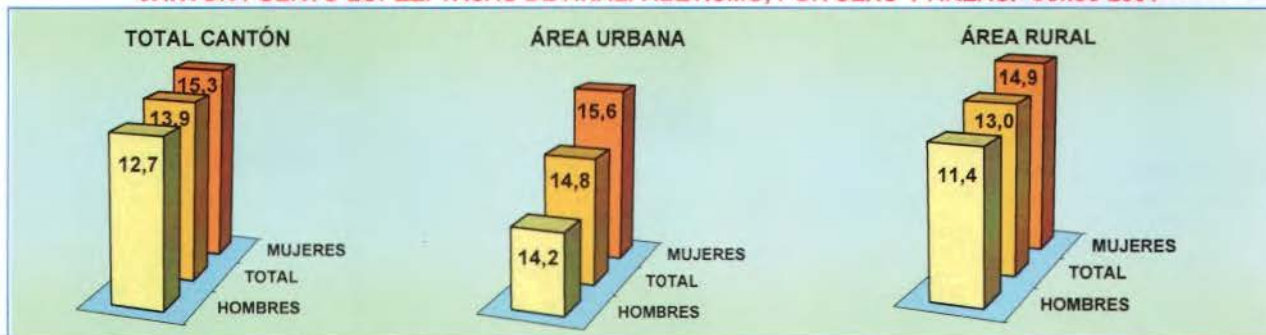 TOTAL CANTÓN
15,3
13,9
12,7
MUJERES
TOTAL
HOMBRES
ÁREA URBANA
15,6
14,8
14,2
MUJERES
TOTAL
HOMBRES
ÁREA RURAL
14,9
13,0
11,4
MUJERES
TOTAL
HOMBRES